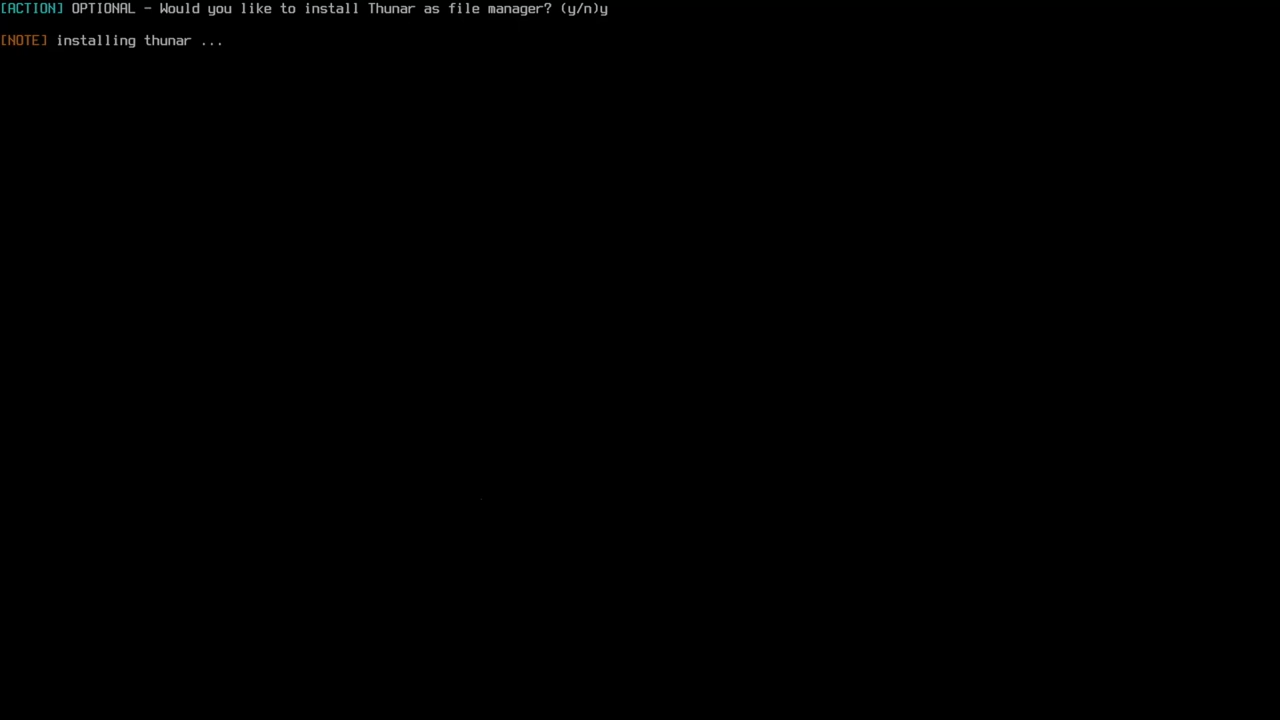 [ACTION] OPTIONAL - Would you like to install Thunar as file manager? (y/n)y
[NOTE] installing thunar ...